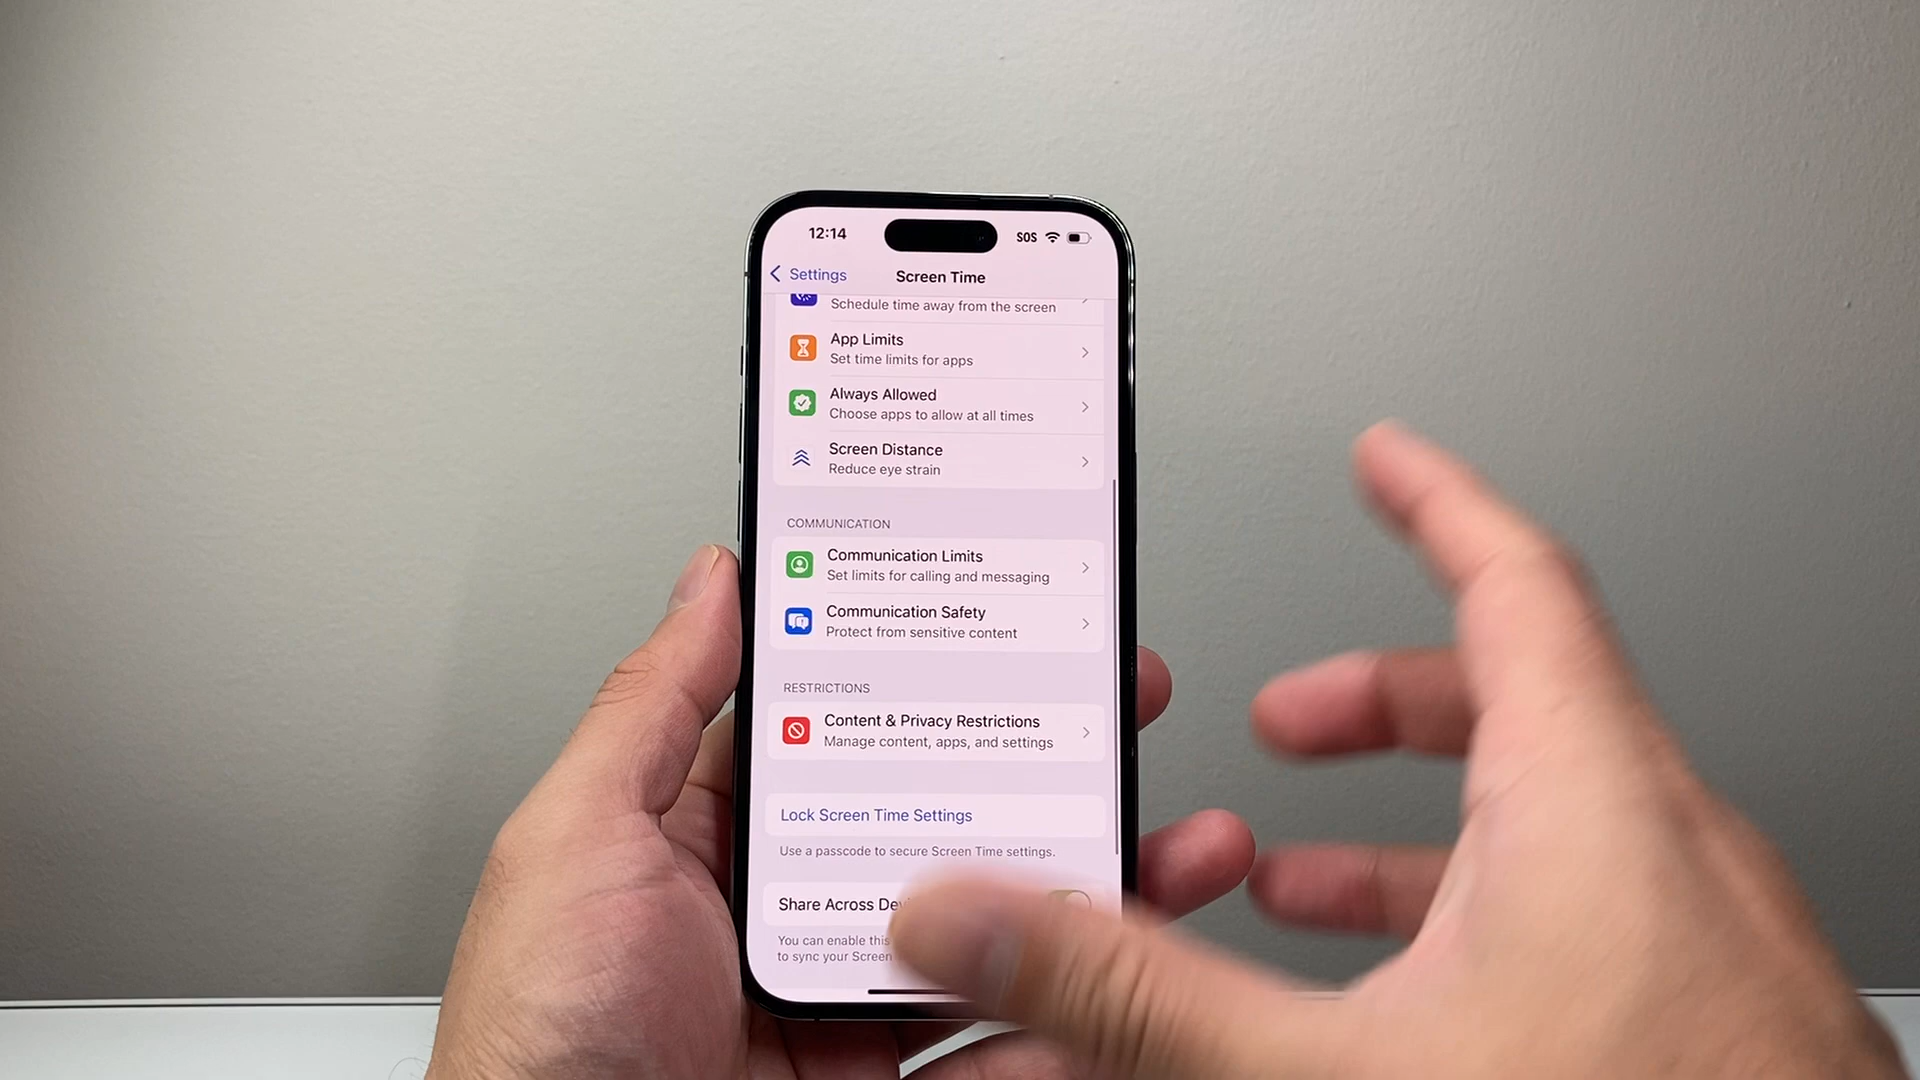 12:14
SOS
Settings
Screen Time
Schedule time away from the screen
App Limits
Set time limits for apps
Always Allowed
Choose apps to allow at all times
Screen Distance
Reduce eye strain
COMMUNICATION
Communication Limits
Set limits for calling and messaging
Communication Safety
Protect from sensitive content
RESTRICTIONS
Content & Privacy Restrictions
Manage content, apps, and settings
Lock Screen Time Settings
Use a passcode to secure Screen Time settings.
Share Across
You can enable this
to sync your Screen